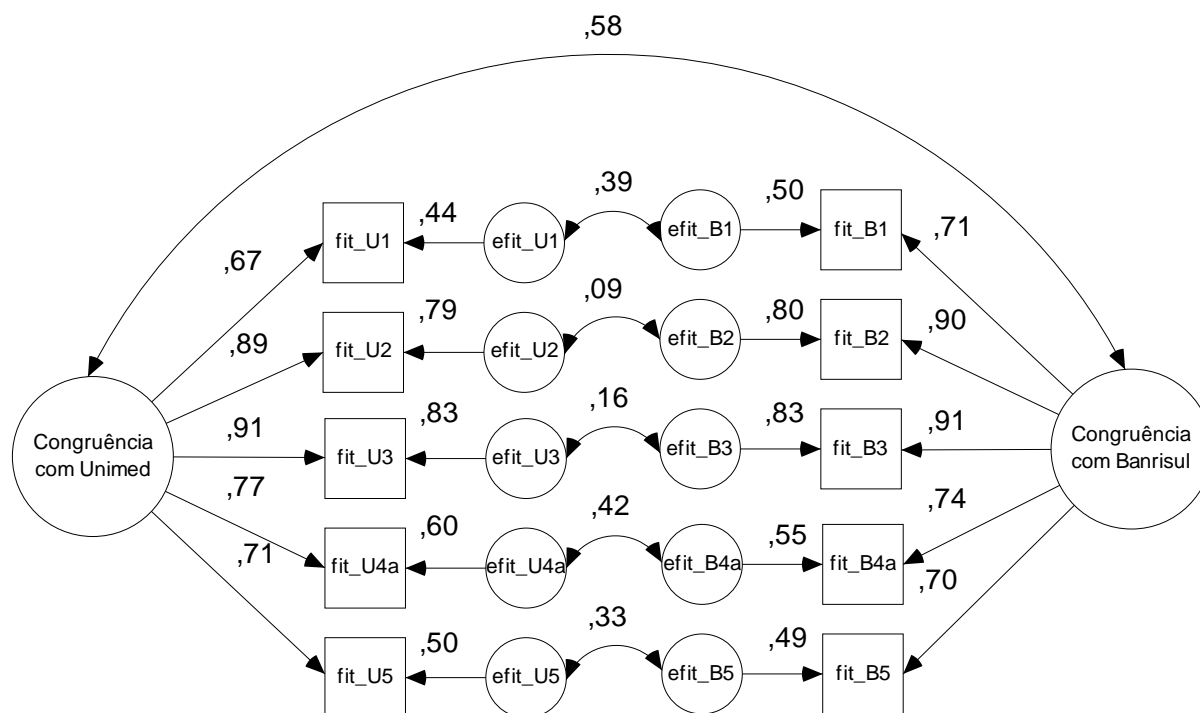 ,58
,39
,50
,44
,71
fit_U1
efit_U1
efit_B1
fit_B1
,67
,09
,79
,80
,90
fit_U2
efit_U2
efit_B2
fit_B2
,89
,16
,91
,83
,83
,91
Congruência
com Unimed
fit_U3
efit_U3
efit_B3
fit_B3
Congruência
com Banrisul
,77
,42
,74
,60
,55
,71
fit_U4a
efit_U4a
efit_B4a
fit_B4a
,70
,33
,50
,49
fit_U5
efit_U5
efit_B5
fit_B5